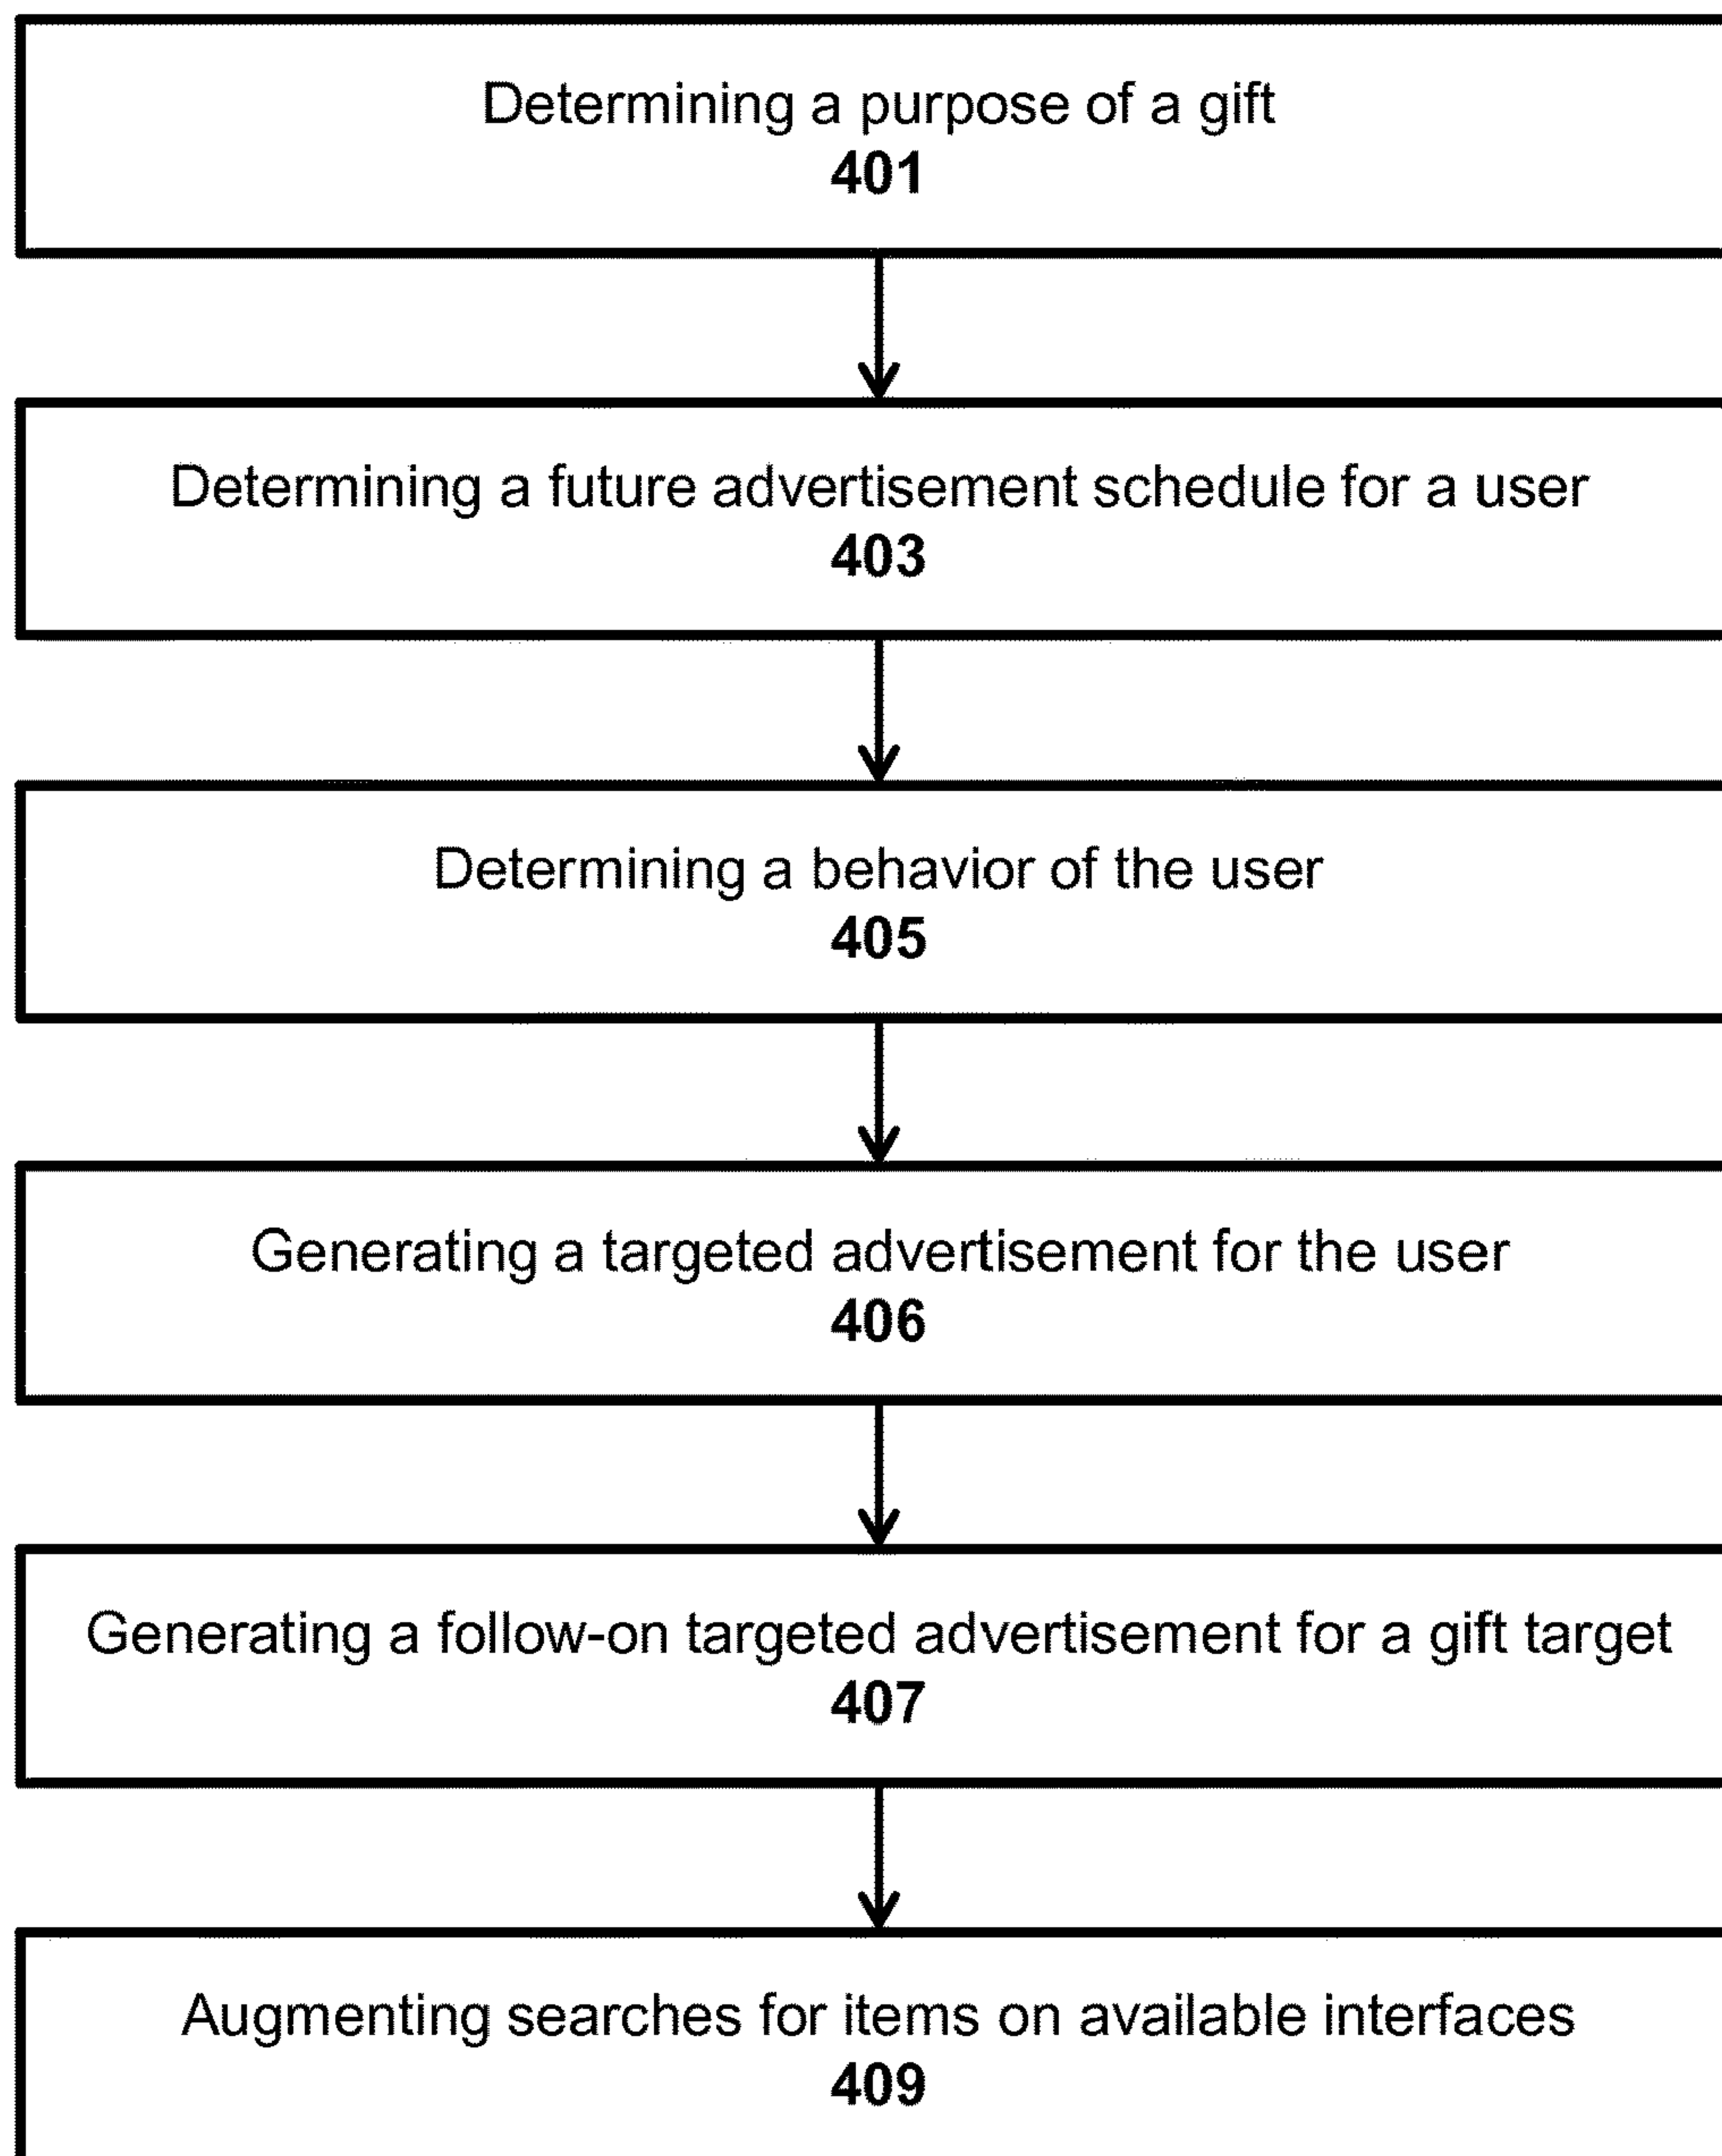 Determining a purpose of a gift
401
Determining a future advertisement schedule for a user
403
Determining a behavior of the user
405
Generating a targeted advertisement for the user
406
Generating a follow-on targeted advertisement for a gift target
407
Augmenting searches for items on available interfaces
409